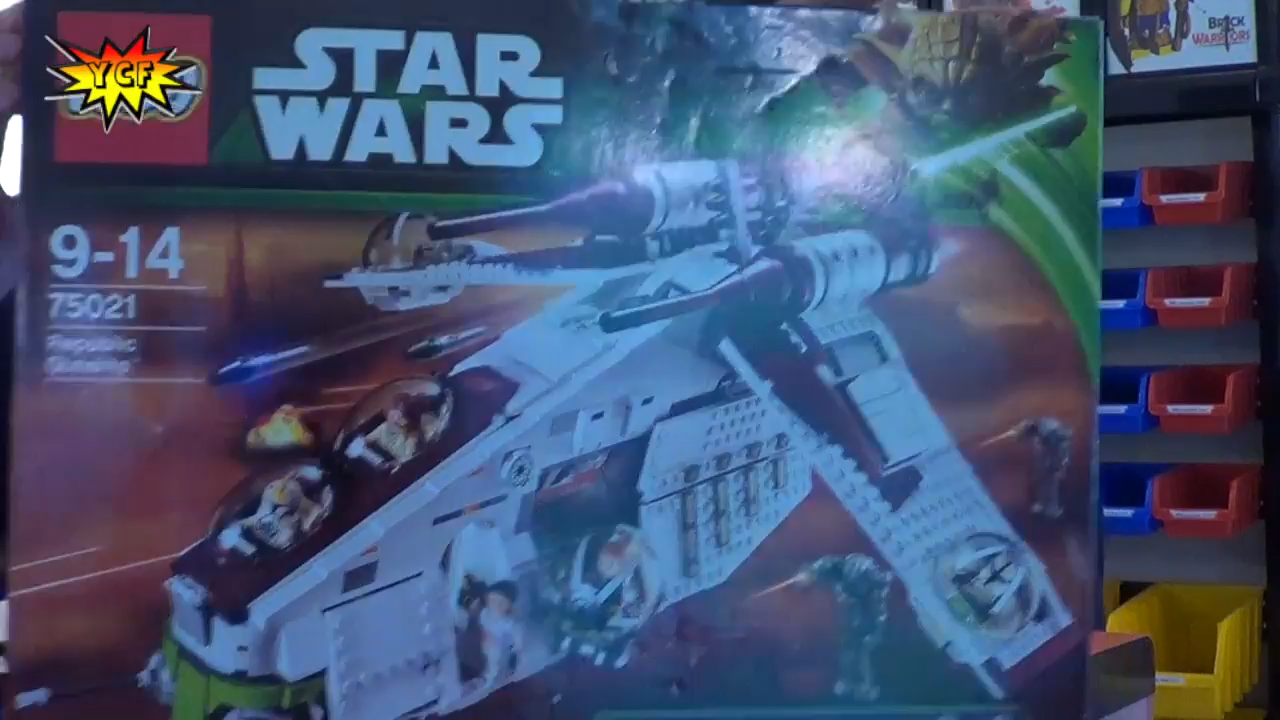 YCF
STAR
WARS
9-14
75021
Republic
Gunship
BRICK
WARRIORS